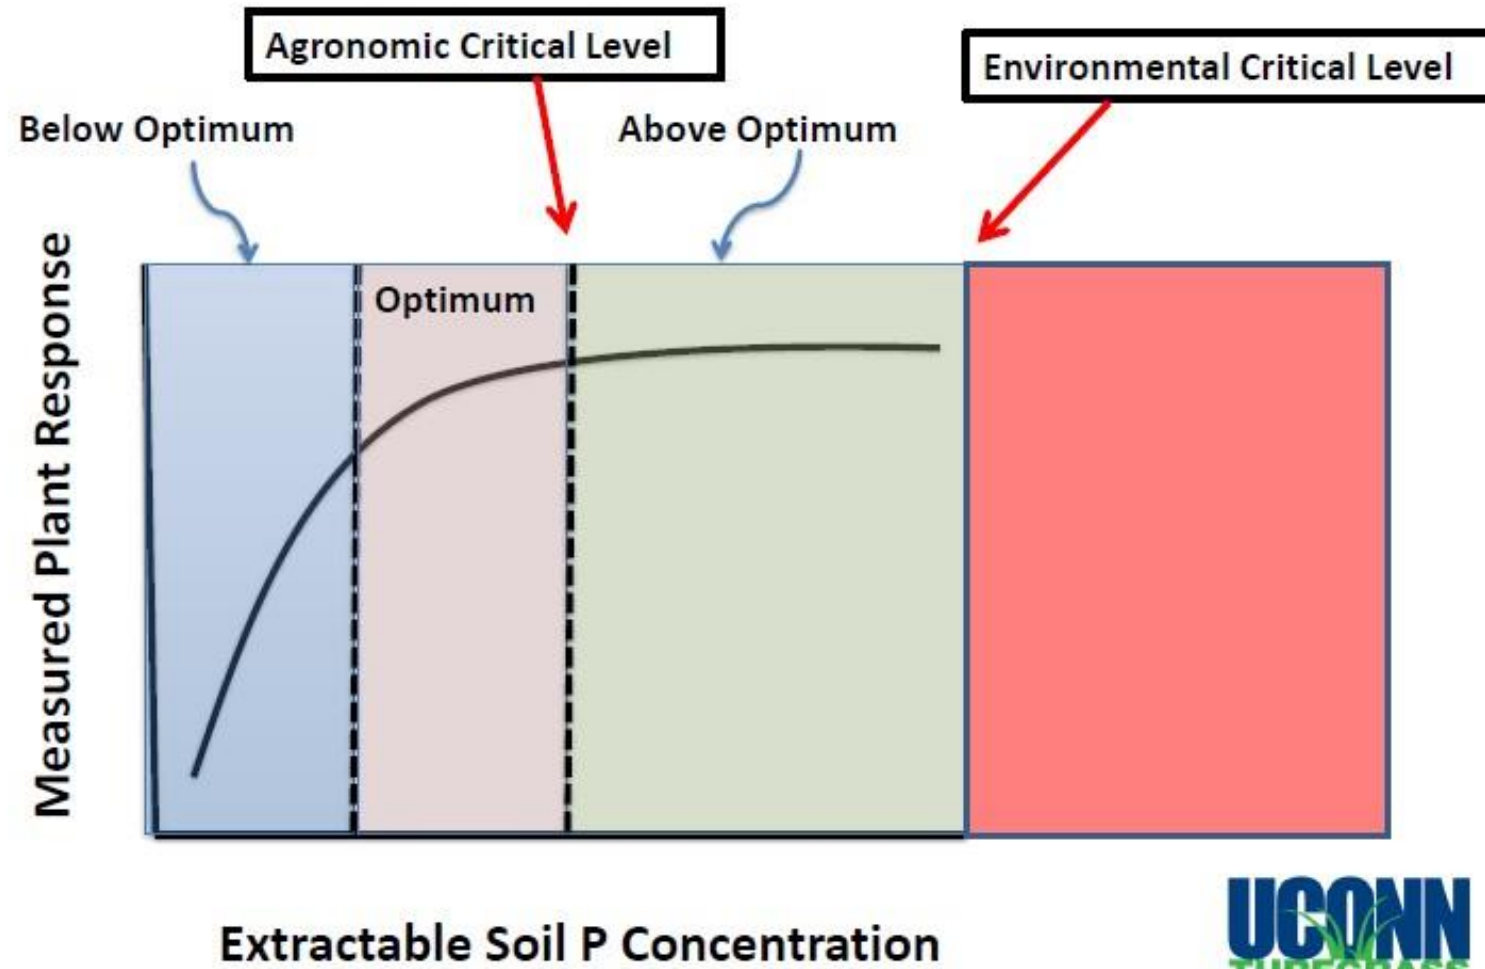 Agronomic Critical Level
Environmental Critical Level
Below Optimum
Above Optimum
Optimum
Measured Plant Response
Extractable Soil P Concentration
UCONN